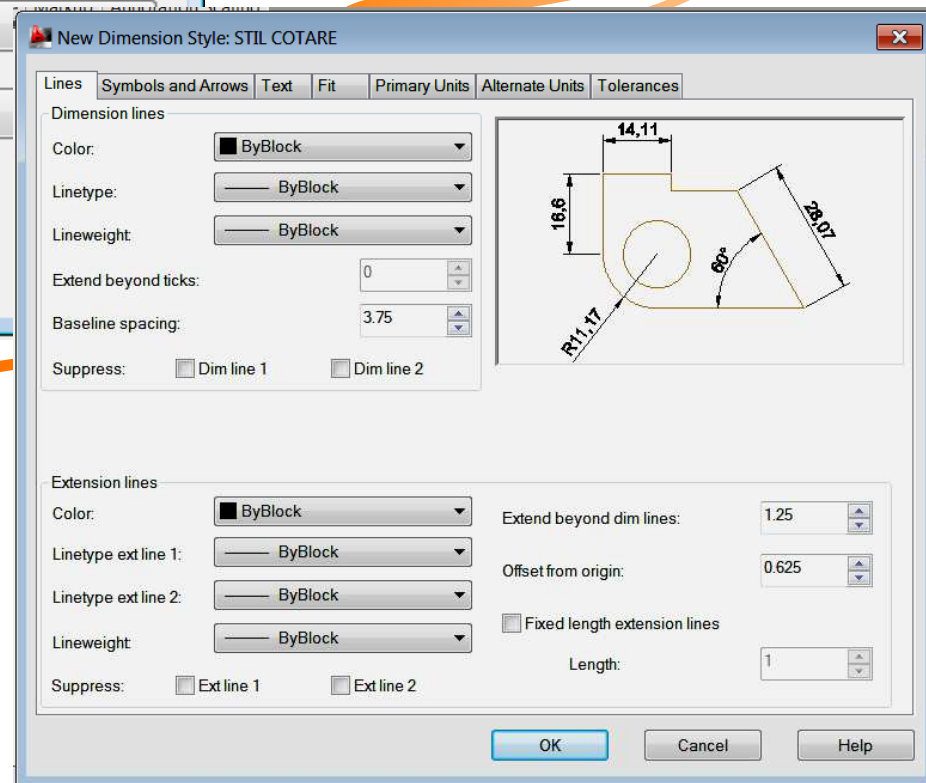 New Dimension Style: STIL COTARE
Lines Symbols and Arrows Text Fit Primary Units Alternate Units Tolerances
Dimension lines
Color: ByBlock
Linetype: ByBlock
Lineweight: ByBlock
Extend beyond ticks: 0
Baseline spacing: 3.75
Suppress: Dim line 1 Dim line 2
14,11
16,6
28,07
60°
R11,17
Extension lines
Color: ByBlock
Linetype ext line 1: ByBlock
Linetype ext line 2: ByBlock
Lineweight: ByBlock
Suppress: Ext line 1 Ext line 2
Extend beyond dim lines: 1.25
Offset from origin: 0.625
Fixed length extension lines
Length: 1
OK Cancel Help